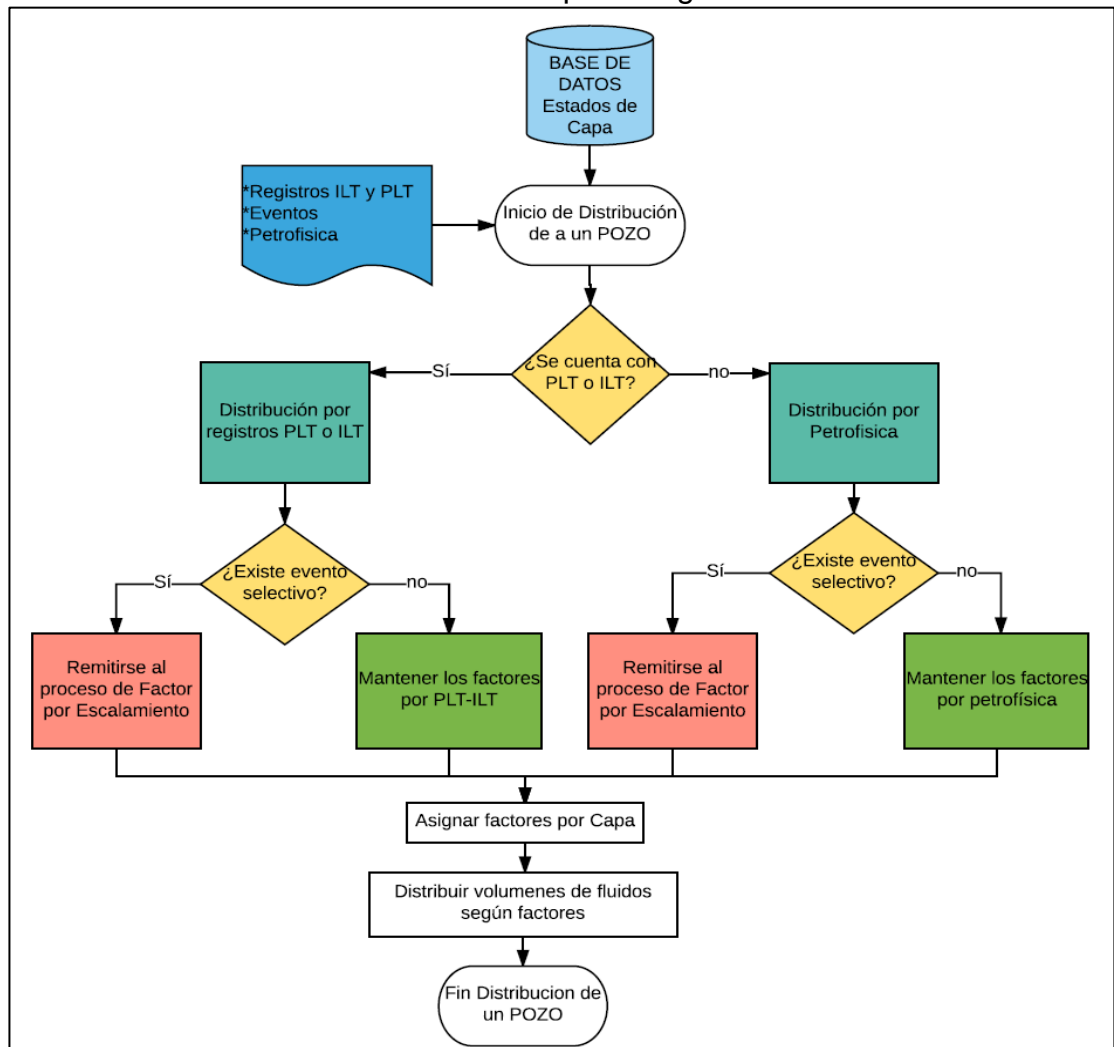 BASE DE
DATOS
Estados de
Capa
*Registros ILT y PLT
*Eventos
*Petrofisica
Inicio de Distribución
de a un POZO
¿Se cuenta con
PLT o ILT?
Sí
no
Distribución por
registros PLT o ILT
Distribución por
Petrofisica
¿Existe evento
selectivo?
Sí
no
¿Existe evento
selectivo?
Sí
no
Remitirse al
proceso de Factor
por Escalamiento
Mantener los factores
por PLT-ILT
Remitirse al
proceso de Factor
por Escalamiento
Mantener los factores
por petrofísica
Asignar factores por Capa
Distribuir volumenes de fluidos
según factores
Fin Distribucion de
un POZO